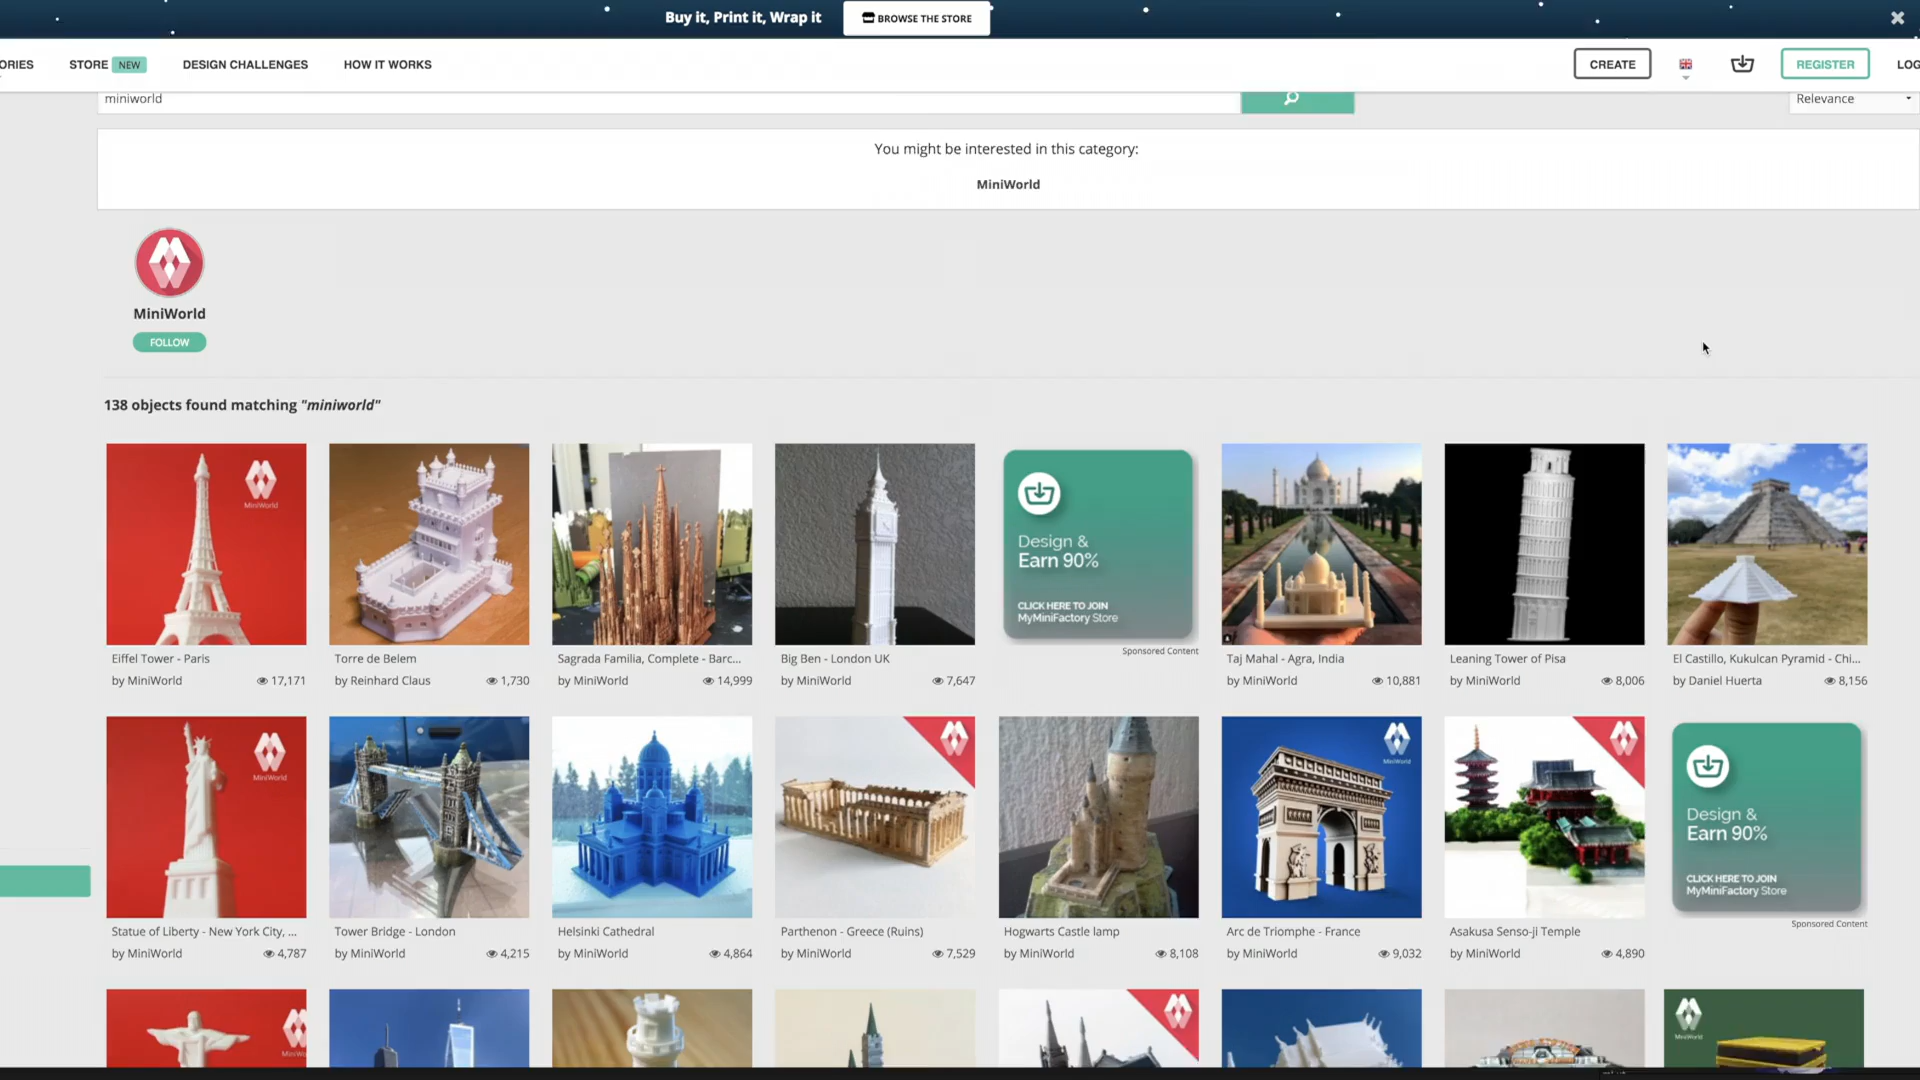 Buy it, Print it, Wrap it
BROWSE THE STORE
ORIES
STORE NEW
DESIGN CHALLENGES
HOW IT WORKS
CREATE
REGISTER
LOG
miniworld
Relevance
You might be interested in this category:
MiniWorld
MiniWorld
FOLLOW
138 objects found matching "miniworld"
MiniWorld
Design &
Earn 90%
CLICK HERE TO JOIN
MyMiniFactory Store
Sponsored Content
Eiffel Tower - Paris
by MiniWorld 17,171
Torre de Belem
by Reinhard Claus 1,730
Sagrada Familia, Complete - Barc...
by MiniWorld 14,999
Big Ben - London UK
by MiniWorld 7,647
Taj Mahal - Agra, India
by MiniWorld 10,881
Leaning Tower of Pisa
by MiniWorld 8,006
El Castillo, Kukulcan Pyramid - Chi...
by Daniel Huerta 8,156
MiniWorld
MiniWorld
Design &
Earn 90%
CLICK HERE TO JOIN
MyMiniFactory Store
Sponsored Content
Statue of Liberty - New York City, ...
by MiniWorld 4,787
Tower Bridge - London
by MiniWorld 4,215
Helsinki Cathedral
by MiniWorld 4,864
Parthenon - Greece (Ruins)
by MiniWorld 7,529
Hogwarts Castle lamp
by MiniWorld 8,108
Arc de Triomphe - France
by MiniWorld 9,032
Asakusa Senso-ji Temple
by MiniWorld 4,890
MiniWo
MiniWorld